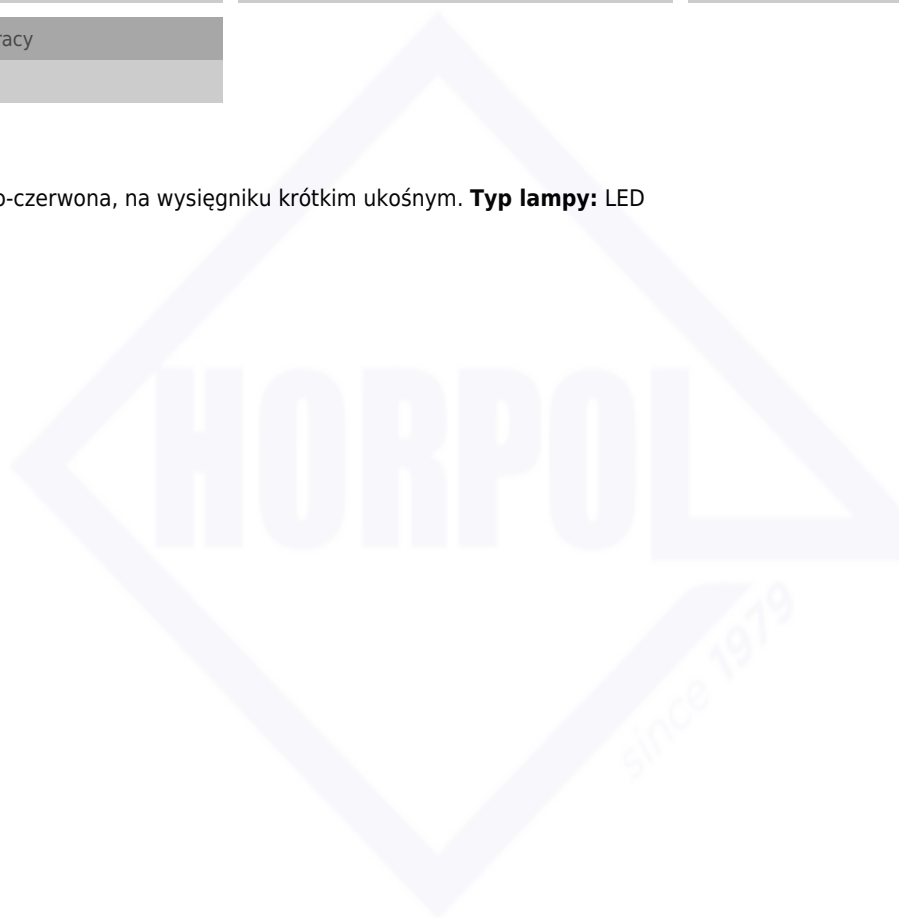 racy
o-czerwona, na wysięgniku krótkim ukośnym. Typ lampy: LED
HORPOL
since 1979